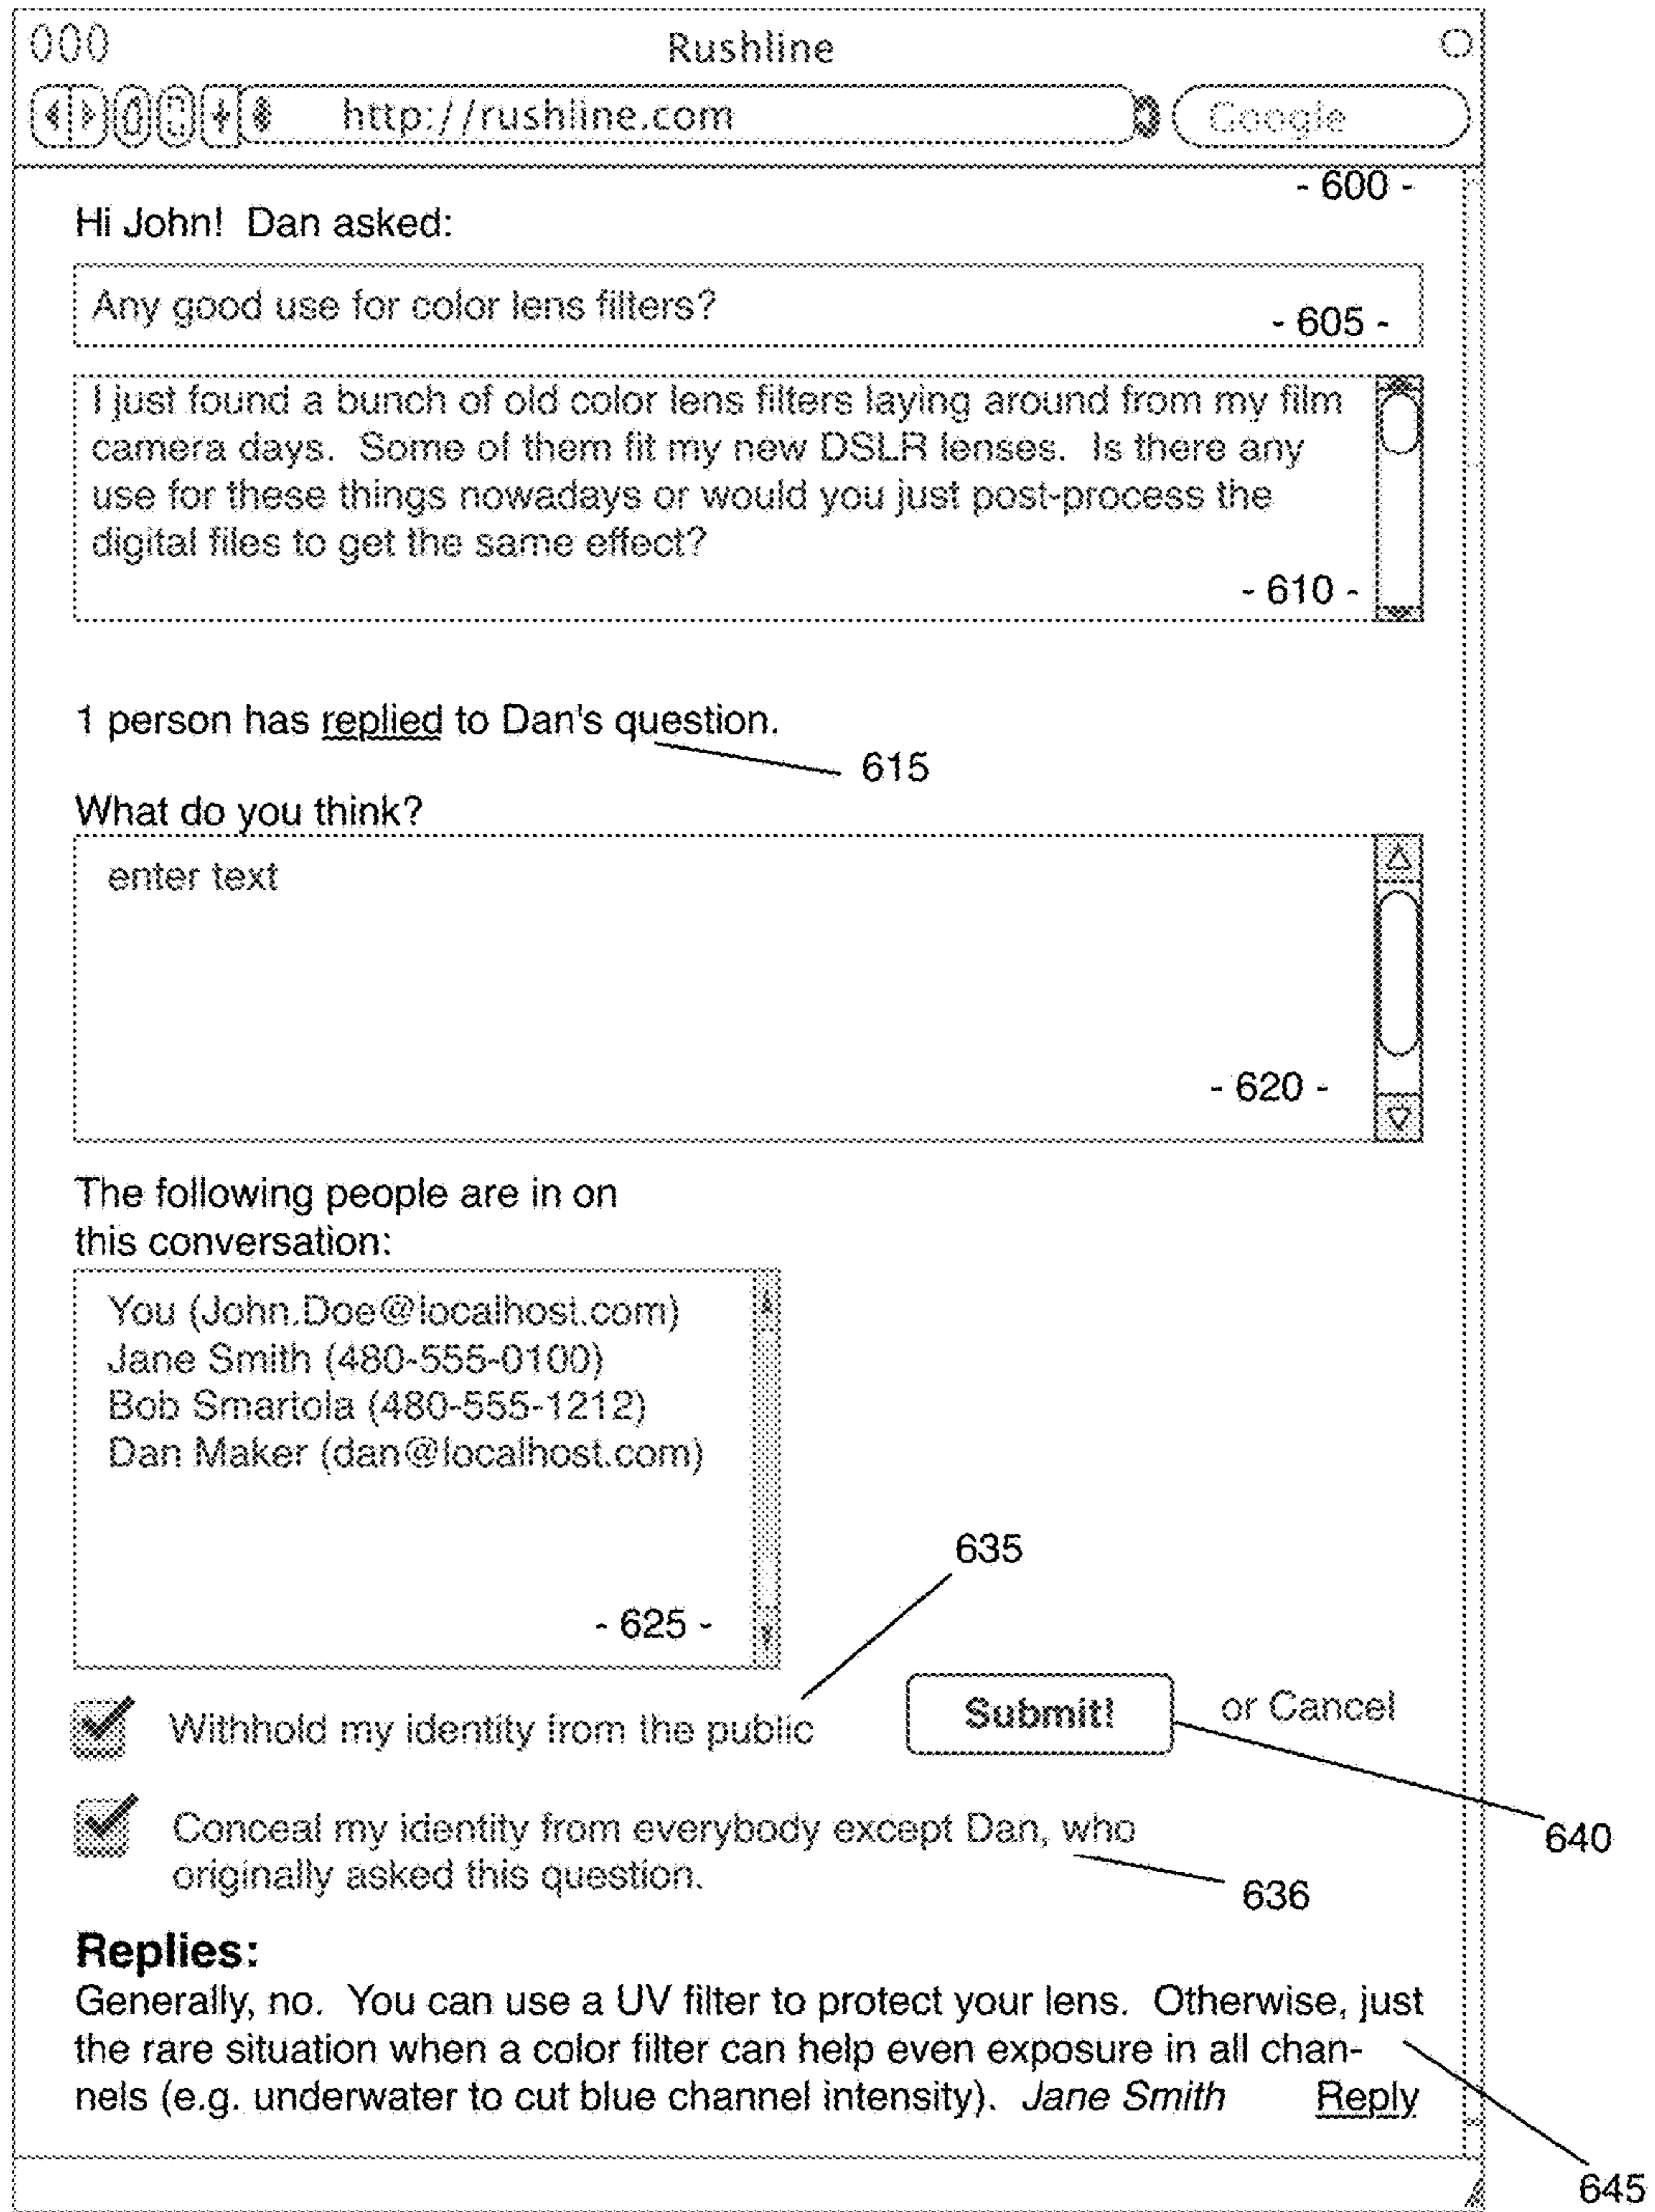 Rushline
http://rushline.com
Google
- 600 -
Hi John! Dan asked:
Any good use for color lens filters?
- 605 -
I just found a bunch of old color lens filters laying around from my film
camera days. Some of them fit my new DSLR lenses. Is there any
use for these things nowadays or would you just post-process the
digital files to get the same effect?
- 610 -
1 person has replied to Dan's question.
615
What do you think?
enter text
- 620 -
The following people are in on
this conversation:
You (John.Doe@localhost.com)
Jane Smith (480-555-0100)
Bob Smartola (480-555-1212)
Dan Maker (dan@localhost.com)
- 625 -
635
Withhold my identity from the public
Submit!
or Cancel
640
Conceal my identity from everybody except Dan, who
originally asked this question.
636
Replies:
Generally, no. You can use a UV filter to protect your lens. Otherwise, just
the rare situation when a color filter can help even exposure in all chan-
nels (e.g. underwater to cut blue channel intensity). Jane Smith Reply
645